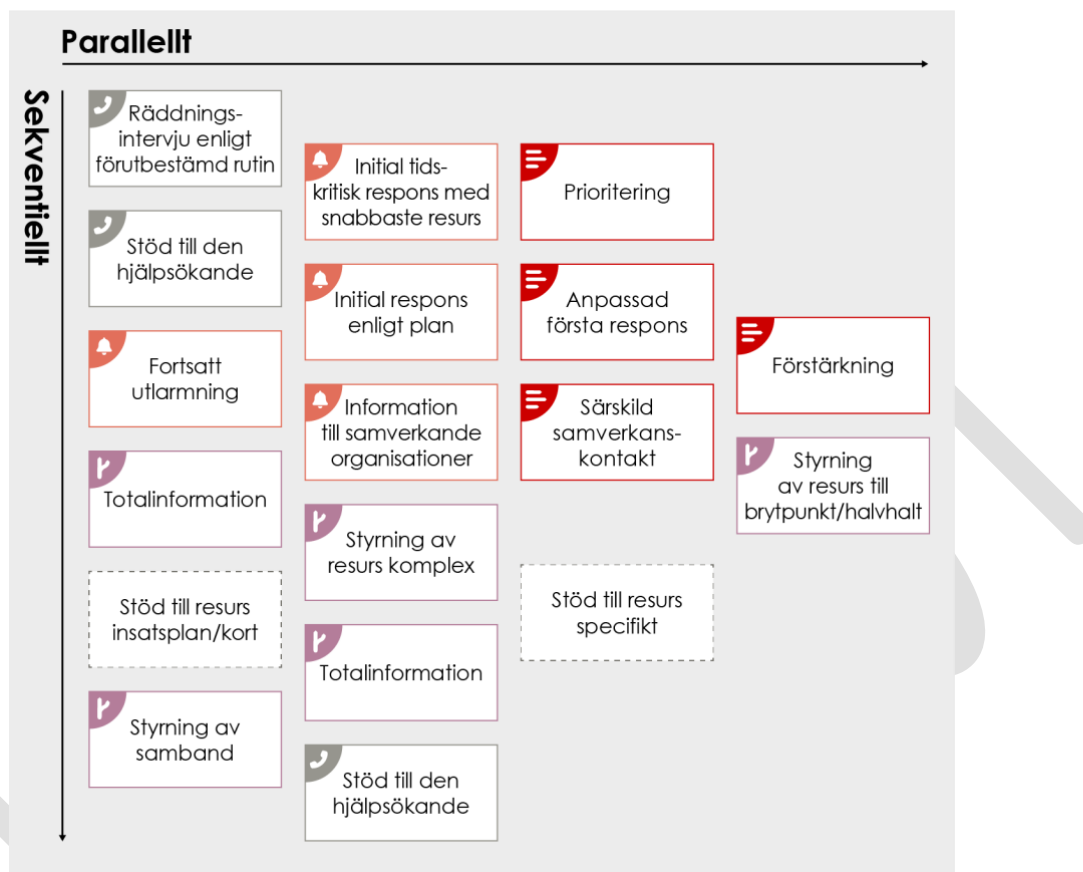 Parallellt
Sekventiellt
Räddnings-
intervju enligt
förutbestämd rutin
Stöd till den
hjälpsökande
Fortsatt
utlarmning
Totalinformation
Stöd till resurs
insatsplan/kort
Styrning av
samband
Initial tids-
kritisk respons med
snabbaste resurs
Initial respons
enligt plan
Information
till samverkande
organisationer
Styrning av
resurs komplex
Totalinformation
Stöd till den
hjälpsökande
Prioritering
Anpassad
första respons
Särskild
samverkans-
kontakt
Stöd till resurs
specifikt
Förstärkning
Styrning
av resurs till
brytpunkt/halvhalt